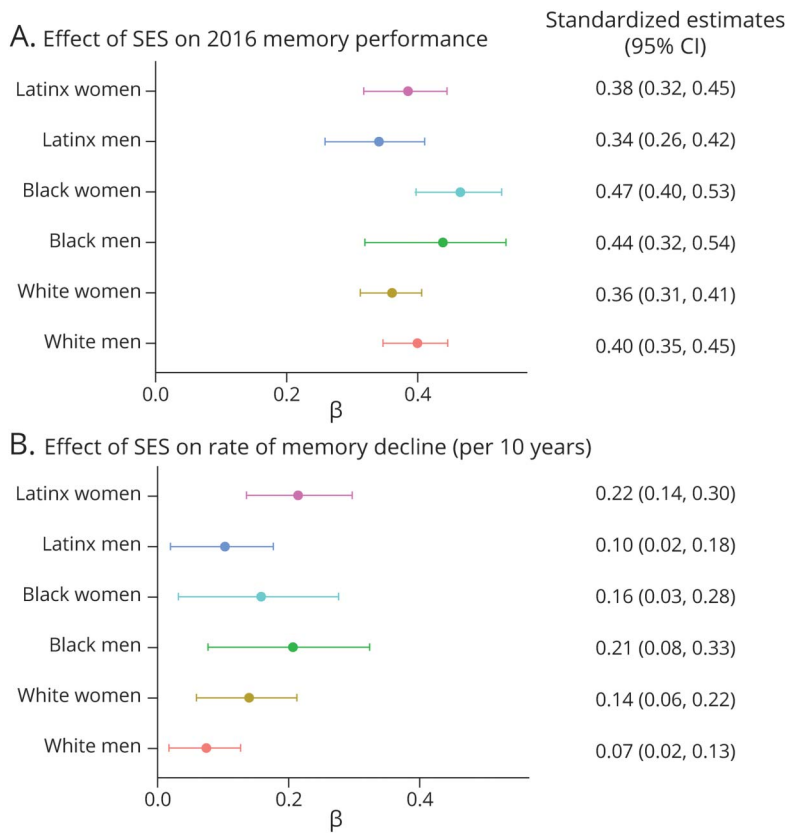 Standardized estimates
(95% CI)
A. Effect of SES on 2016 memory performance
Latinx women 0.38 (0.32, 0.45)
Latinx men 0.34 (0.26, 0.42)
Black women 0.47 (0.40, 0.53)
Black men 0.44 (0.32, 0.54)
White women 0.36 (0.31, 0.41)
White men 0.40 (0.35, 0.45)
0.0 0.2 0.4
β
B. Effect of SES on rate of memory decline (per 10 years)
Latinx women 0.22 (0.14, 0.30)
Latinx men 0.10 (0.02, 0.18)
Black women 0.16 (0.03, 0.28)
Black men 0.21 (0.08, 0.33)
White women 0.14 (0.06, 0.22)
White men 0.07 (0.02, 0.13)
0.0 0.2 0.4
β